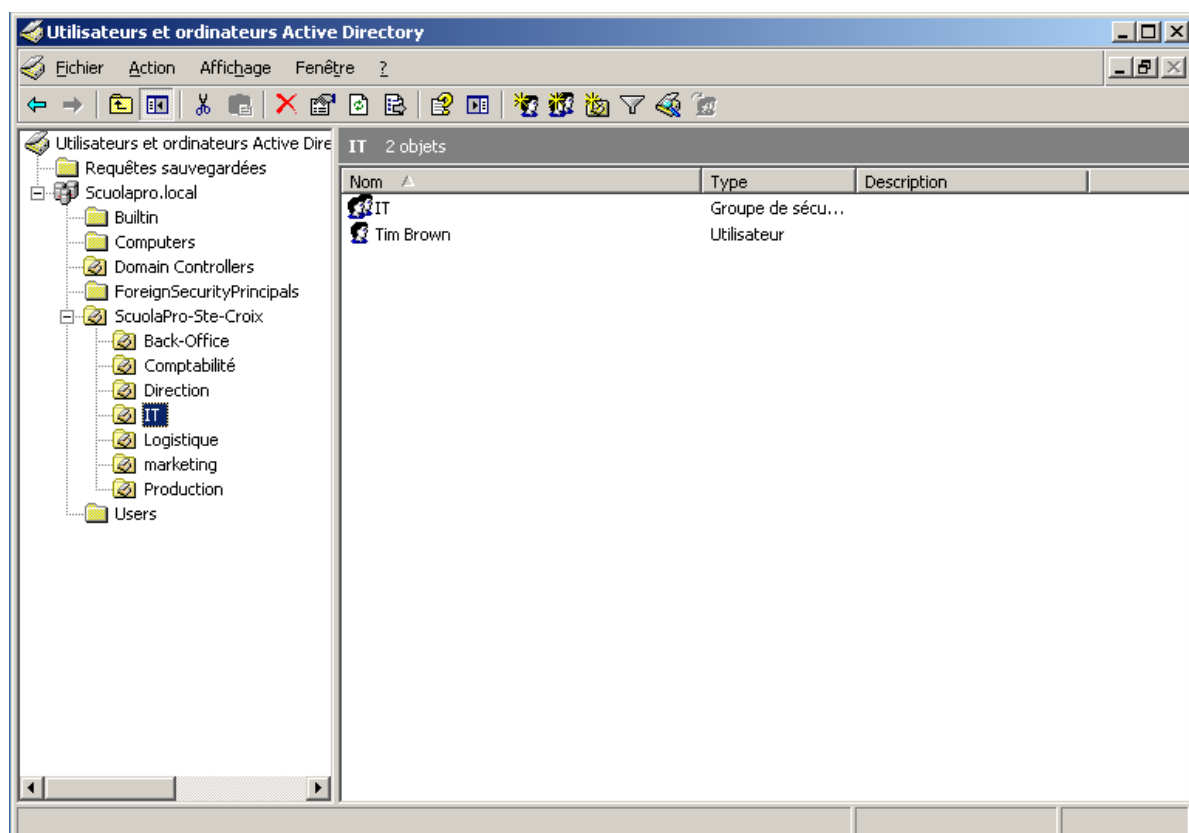 Utilisateurs et ordinateurs Active Directory
Fichier Action Affichage Fenêtre ?
Utilisateurs et ordinateurs Active Dire
Requêtes sauvegardées
Scuolapro.local
Builtin
Computers
Domain Controllers
ForeignSecurityPrincipals
ScuolaPro-Ste-Croix
Back-Office
Comptabilité
Direction
IT
Logistique
marketing
Production
Users
IT 2 objets
Nom Type Description
IT Groupe de sécu...
Tim Brown Utilisateur